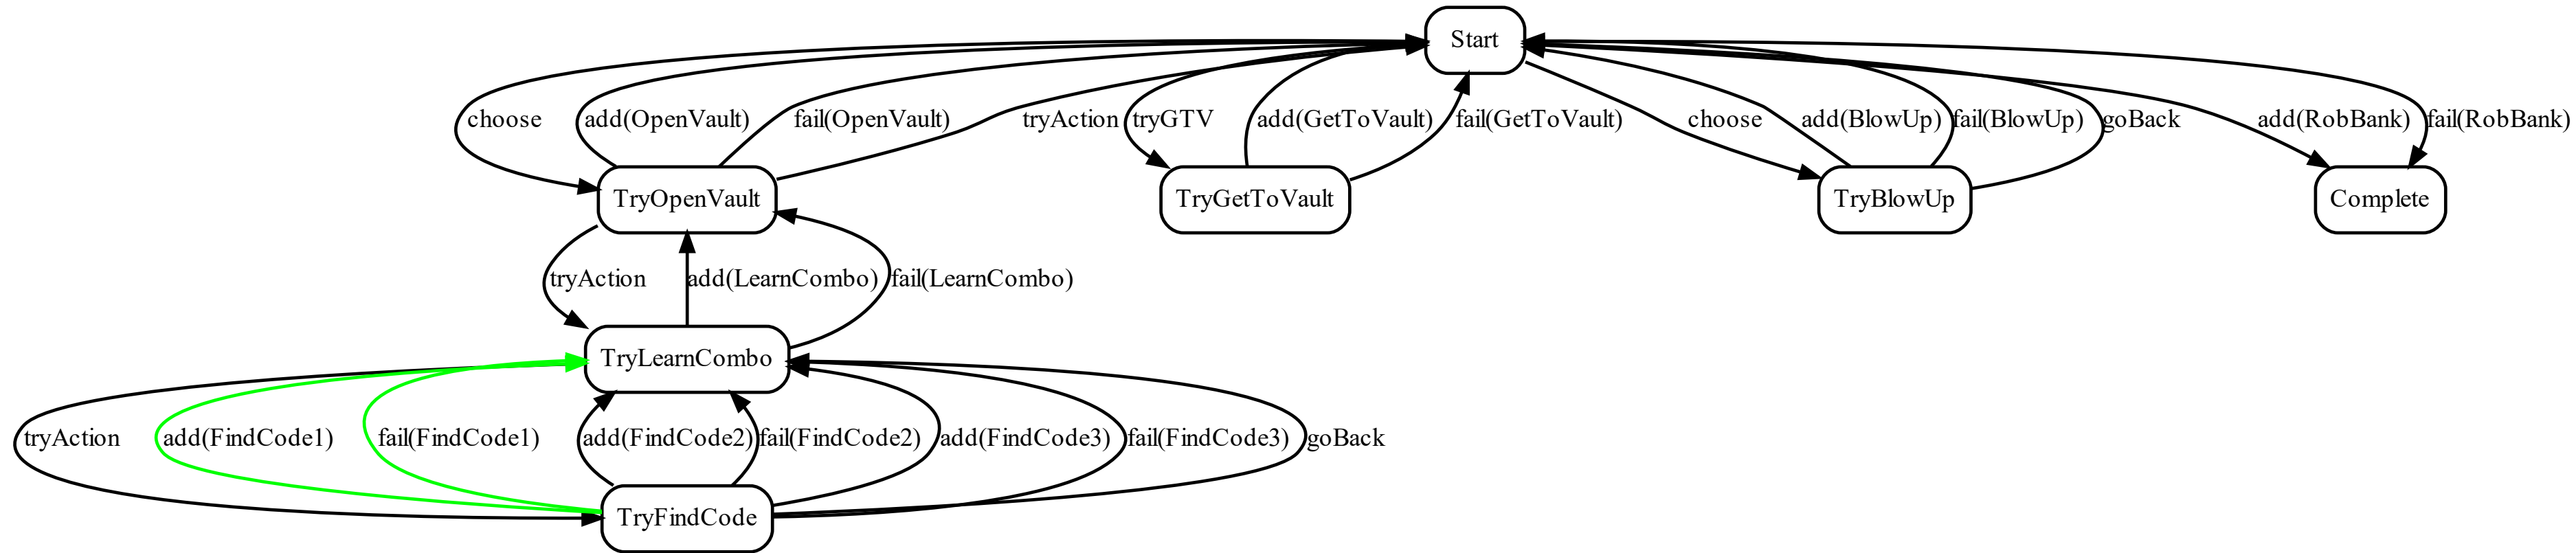 Start
choose
add(OpenVault)
fail(OpenVault)
tryAction
tryGTV
add(GetToVault)
fail(GetToVault)
choose
add(BlowUp)
fail(BlowUp)
goBack
add(RobBank)
fail(RobBank)
TryOpenVault
TryGetToVault
TryBlowUp
Complete
tryAction
add(LearnCombo)
fail(LearnCombo)
TryLearnCombo
tryAction
add(FindCode1)
fail(FindCode1)
add(FindCode2)
fail(FindCode2)
add(FindCode3)
fail(FindCode3)
goBack
TryFindCode